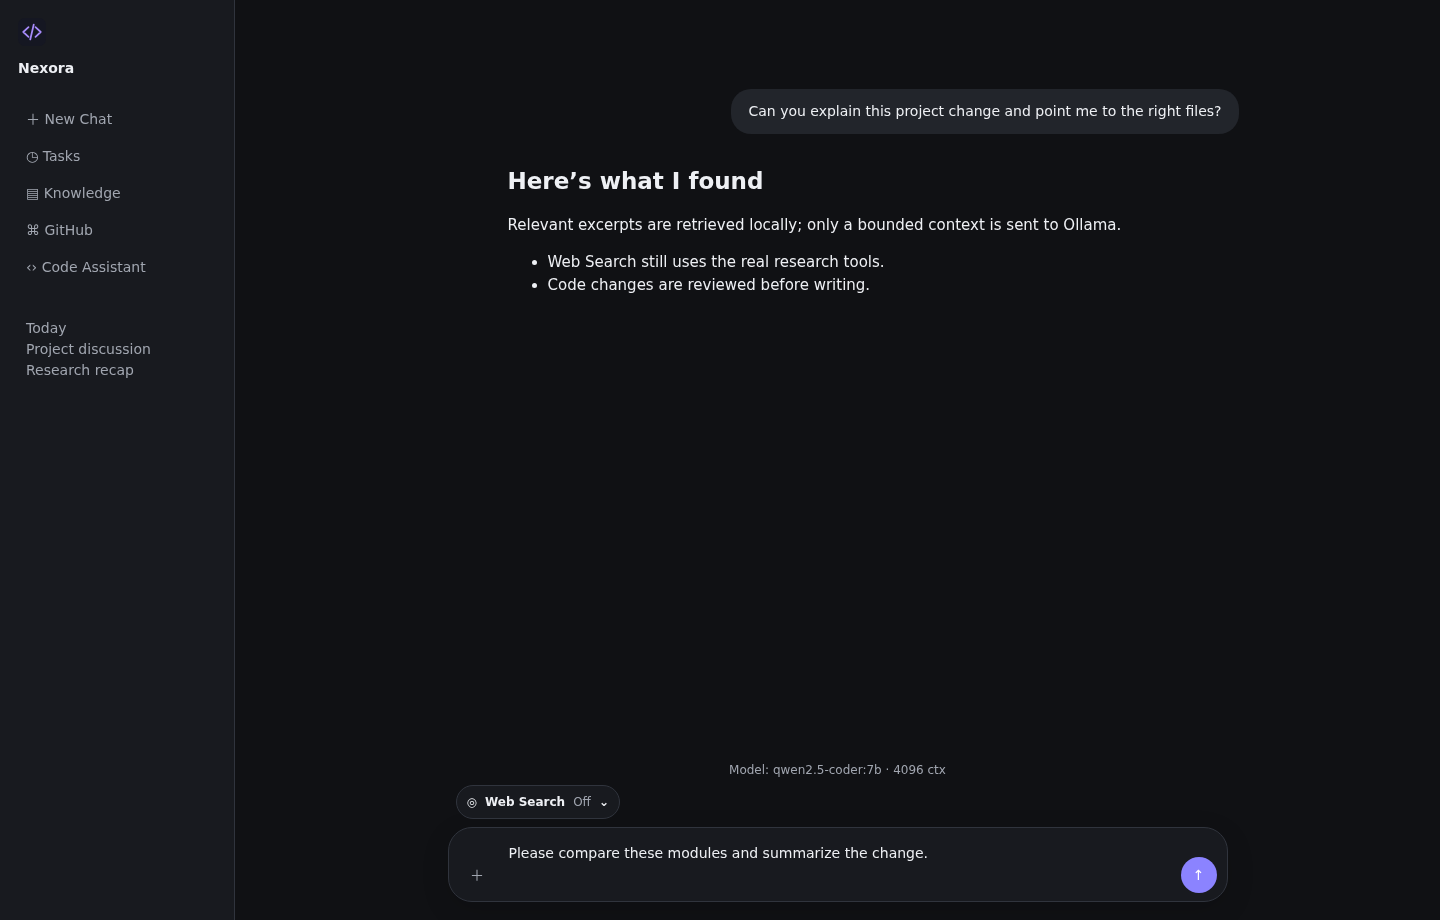 Nexora
New Chat
Tasks
Knowledge
GitHub
Code Assistant
Today
Project discussion
Research recap
Can you explain this project change and point me to the right files?
Here’s what I found
Relevant excerpts are retrieved locally; only a bounded context is sent to Ollama.
• Web Search still uses the real research tools.
• Code changes are reviewed before writing.
Model: qwen2.5-coder:7b · 4096 ctx
Web Search Off
Please compare these modules and summarize the change.